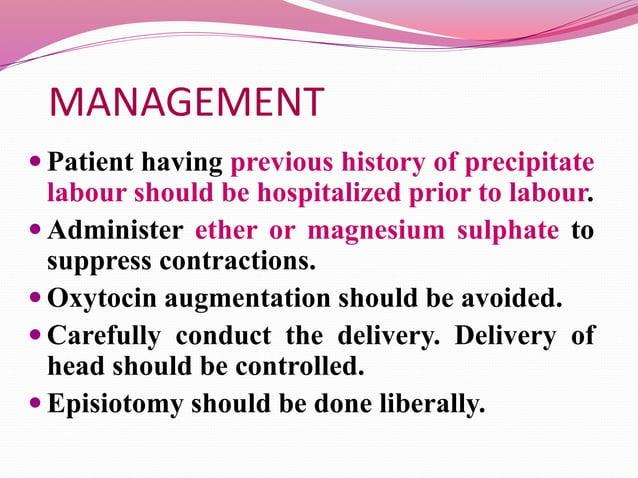 MANAGEMENT
• Patient having previous history of precipitate
labour should be hospitalized prior to labour.
• Administer ether or magnesium sulphate to
suppress contractions.
• Oxytocin augmentation should be avoided.
• Carefully conduct the delivery. Delivery of
head should be controlled.
• Episiotomy should be done liberally.